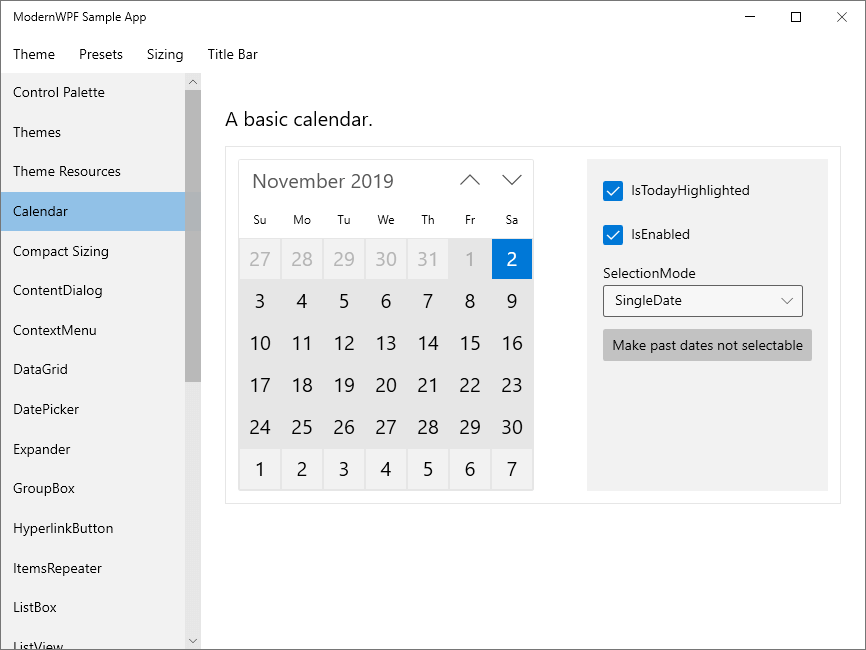 ModernWPF Sample App
Theme Presets Sizing Title Bar
Control Palette
Themes
Theme Resources
Calendar
Compact Sizing
ContentDialog
ContextMenu
DataGrid
DatePicker
Expander
GroupBox
HyperlinkButton
ItemsRepeater
ListBox
ListView
A basic calendar.
November 2019
Su Mo Tu We Th Fr Sa
27 28 29 30 31 1 2
3 4 5 6 7 8 9
10 11 12 13 14 15 16
17 18 19 20 21 22 23
24 25 26 27 28 29 30
1 2 3 4 5 6 7
IsTodayHighlighted
IsEnabled
SelectionMode
SingleDate
Make past dates not selectable